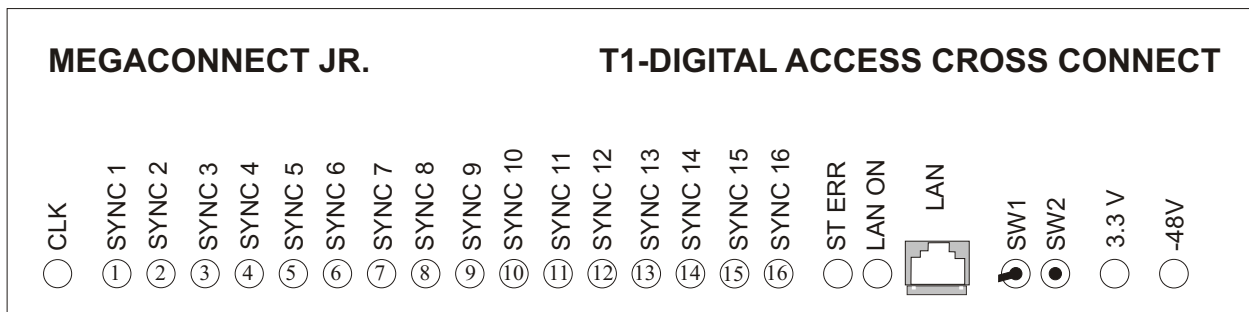 MEGACONNECT JR.
T1-DIGITAL ACCESS CROSS CONNECT
CLK
SYNC 1
SYNC 2
SYNC 3
SYNC 4
SYNC 5
SYNC 6
SYNC 7
SYNC 8
SYNC 9
SYNC 10
SYNC 11
SYNC 12
SYNC 13
SYNC 14
SYNC 15
SYNC 16
ST ERR
LAN ON
LAN
SW1
SW2
3.3 V
-48V
1 2 3 4 5 6 7 8 9 10 11 12 13 14 15 16